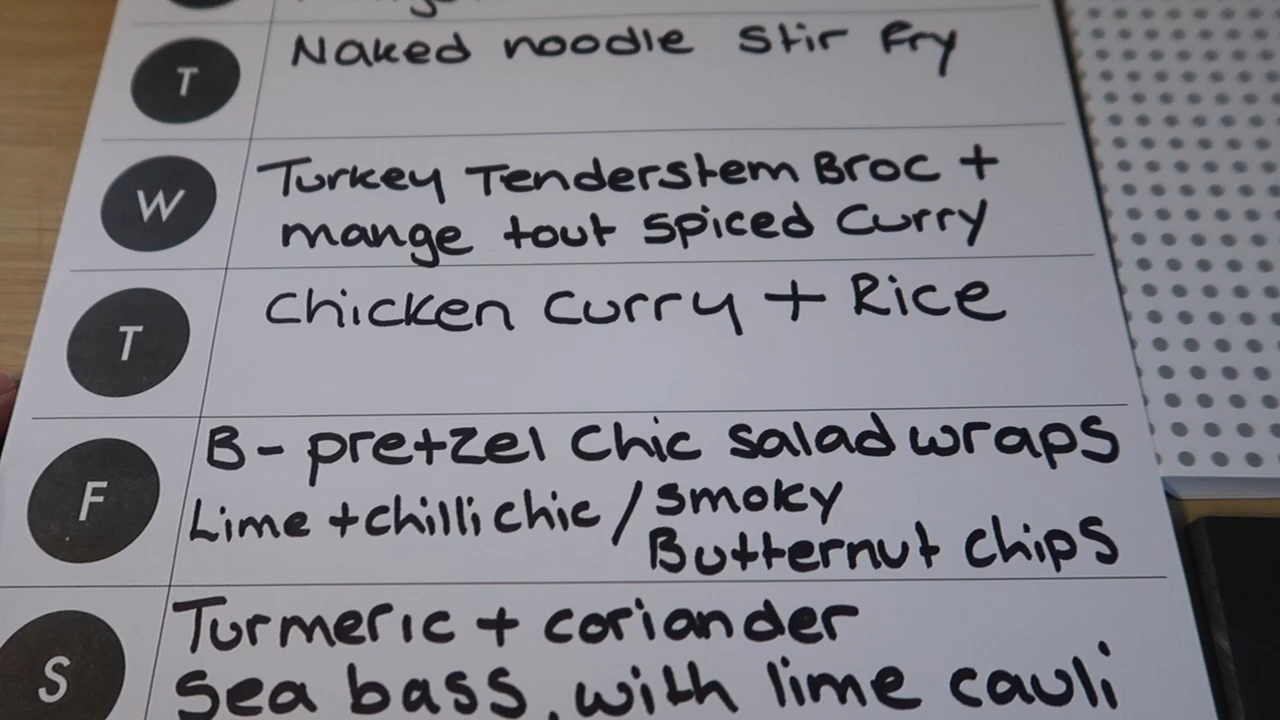 T
Naked noodle Stir Fry
W
Turkey Tenderstem Broc +
mange tout spiced Curry
T
Chicken Curry + Rice
F
B- pretzel Chic salad wraps
Lime + chilli chic / Smoky
Butternut chips
S
Turmeric + coriander
Sea bass, with lime cauli